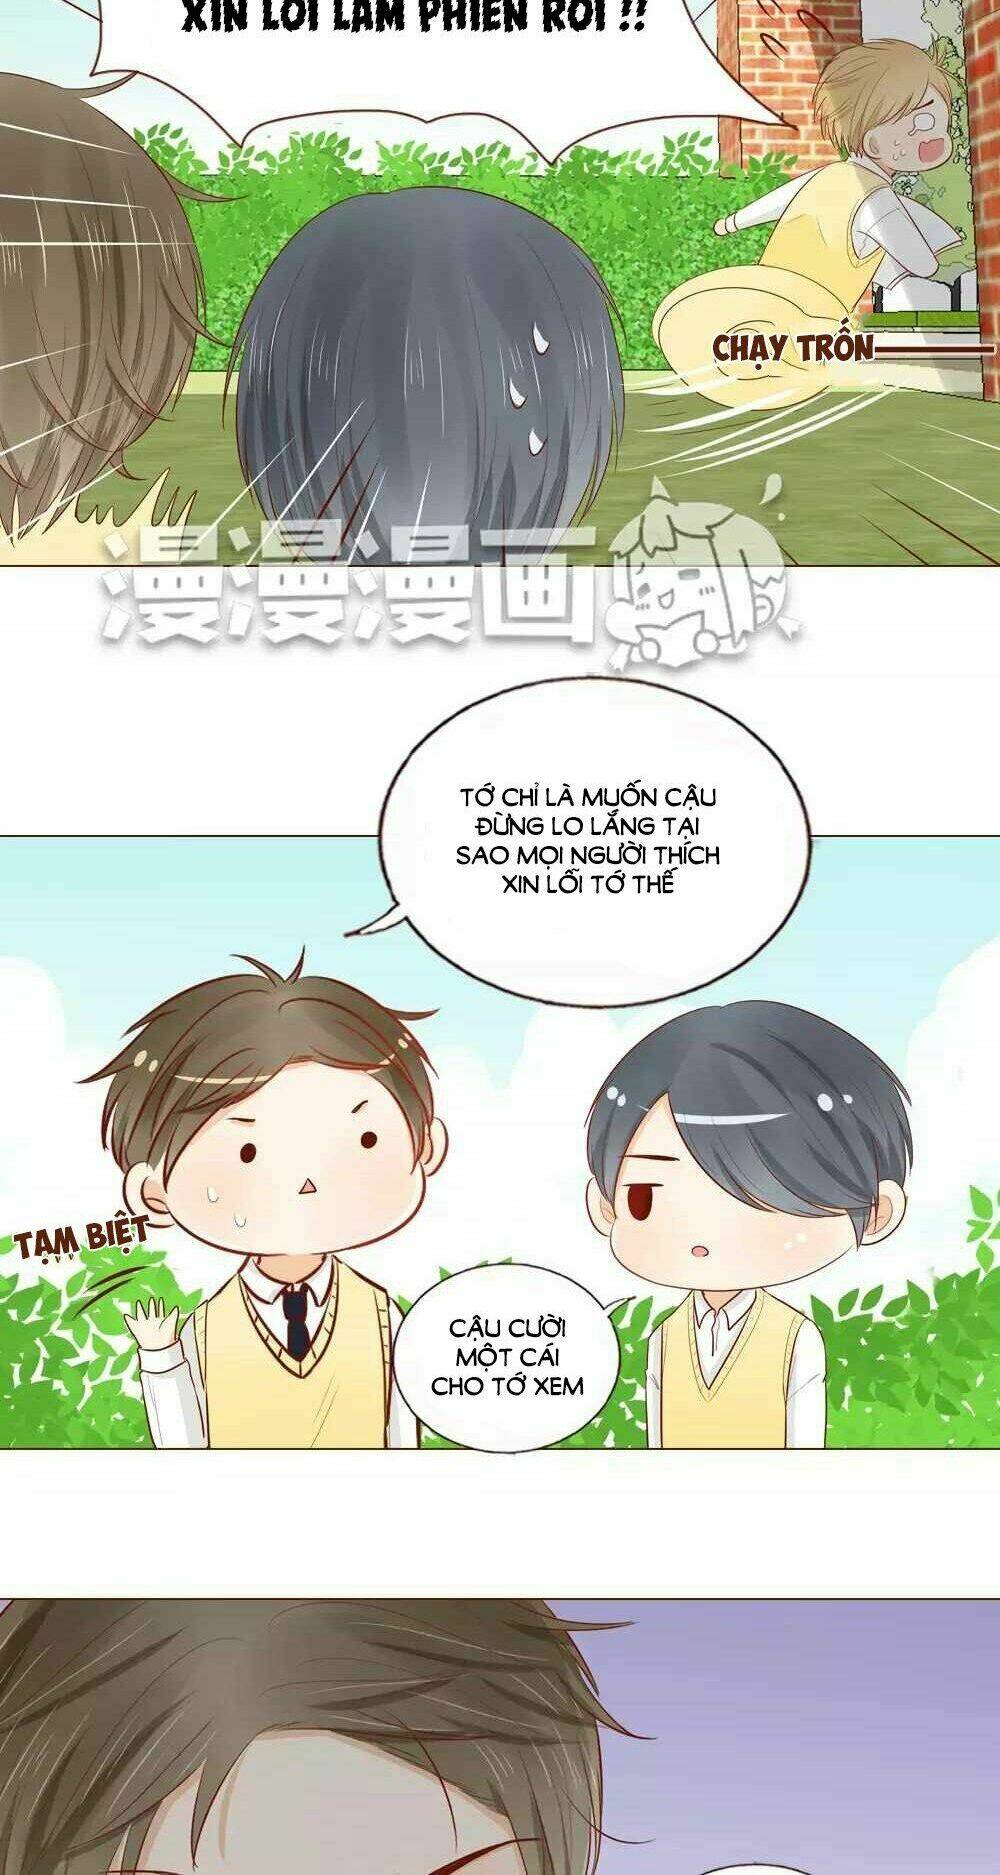 XIN LỖI LÀM PHIỀN RỒI !!
CHẠY TRỐN
漫漫漫画
TỚ CHỈ LÀ MUỐN CẬU
ĐỪNG LO LẮNG TẠI
SAO MỌI NGƯỜI THÍCH
XIN LỖI TỚ THẾ
TẠM BIỆT
CẬU CƯỜI
MỘT CÁI
CHO TỚ XEM